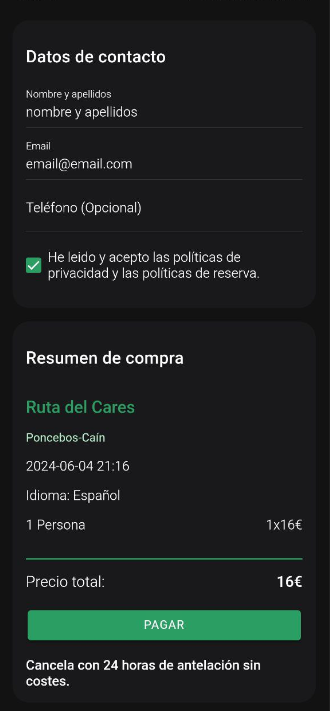 Datos de contacto
Nombre y apellidos
nombre y apellidos
Email
email@email.com
Teléfono (Opcional)
He leido y acepto las políticas de
privacidad y las políticas de reserva.
Resumen de compra
Ruta del Cares
Poncebos-Caín
2024-06-04 21:16
Idioma: Español
1 Persona 1x16€
Precio total: 16€
PAGAR
Cancela con 24 horas de antelación sin
costes.